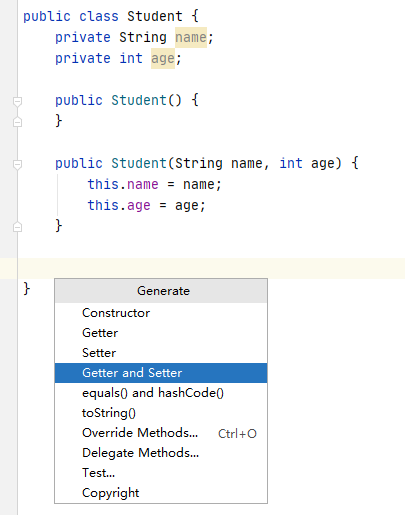 public class Student {
    private String name;
    private int age;
    public Student() {
    }
    public Student(String name, int age) {
        this.name = name;
        this.age = age;
    }
}
Generate
Constructor
Getter
Setter
Getter and Setter
equals() and hashCode()
toString()
Override Methods... Ctrl+O
Delegate Methods...
Test...
Copyright